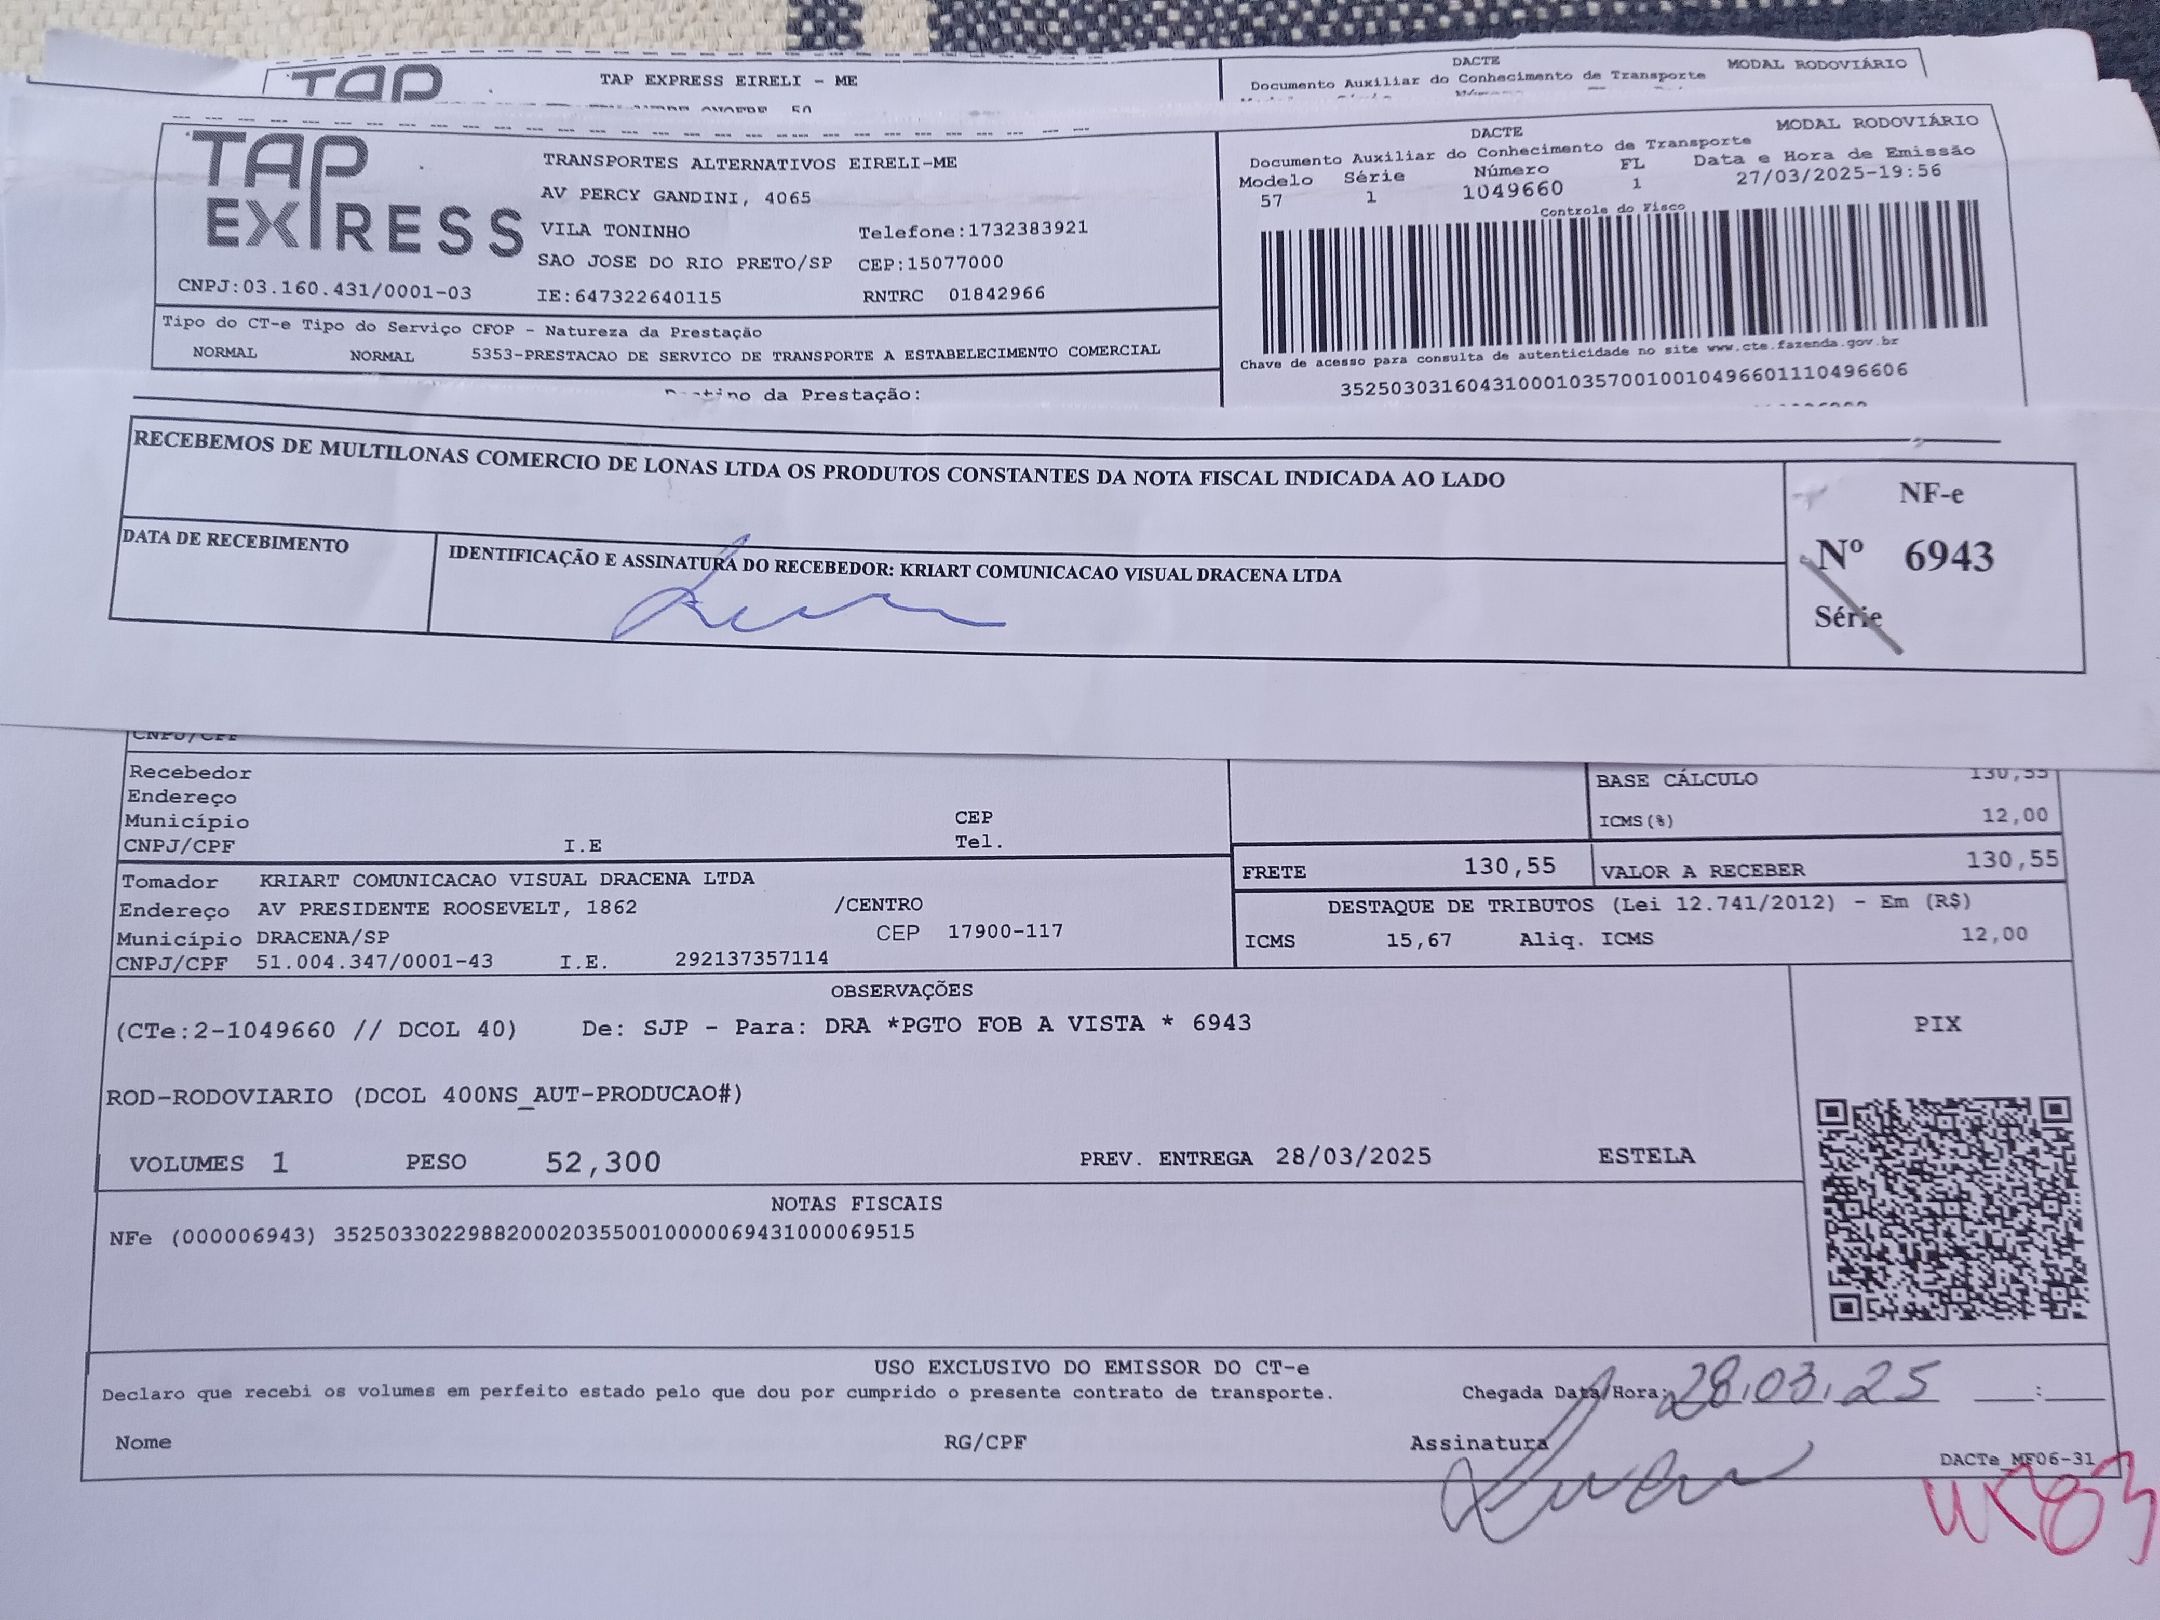 TAP
TAP EXPRESS EIRELI - ME
DACTE
MODAL RODOVIÁRIO
Documento Auxiliar do Conhecimento de Transporte
TAP EXPRESS
TRANSPORTES ALTERNATIVOS EIRELI-ME
AV PERCY GANDINI, 4065
VILA TONINHO Telefone:1732383921
SAO JOSE DO RIO PRETO/SP CEP:15077000
CNPJ:03.160.431/0001-03 IE:647322640115 RNTRC 01842966
DACTE
MODAL RODOVIÁRIO
Documento Auxiliar do Conhecimento de Transporte
Modelo Série Número FL Data e Hora de Emissão
57 1 1049660 1 27/03/2025-19:56
Controle do Fisco
Chave de acesso para consulta de autenticidade no site www.cte.fazenda.gov.br
35250303160431000103570010010496601110496606
Tipo do CT-e Tipo do Serviço CFOP - Natureza da Prestação
NORMAL NORMAL 5353-PRESTACAO DE SERVICO DE TRANSPORTE A ESTABELECIMENTO COMERCIAL
da Prestação:
RECEBEMOS DE MULTILONAS COMERCIO DE LONAS LTDA OS PRODUTOS CONSTANTES DA NOTA FISCAL INDICADA AO LADO
DATA DE RECEBIMENTO
IDENTIFICAÇÃO E ASSINATURA DO RECEBEDOR: KRIART COMUNICACAO VISUAL DRACENA LTDA
NF-e
Nº 6943
Série
CNPJ/CPF
Recebedor
Endereço
Município CEP
CNPJ/CPF I.E Tel.
BASE CÁLCULO 130,55
ICMS(%) 12,00
FRETE 130,55 VALOR A RECEBER 130,55
Tomador KRIART COMUNICACAO VISUAL DRACENA LTDA
Endereço AV PRESIDENTE ROOSEVELT, 1862 /CENTRO
Município DRACENA/SP CEP 17900-117
CNPJ/CPF 51.004.347/0001-43 I.E. 292137357114
DESTAQUE DE TRIBUTOS (Lei 12.741/2012) - Em (R$)
ICMS 15,67 Aliq. ICMS 12,00
OBSERVAÇÕES
(CTe:2-1049660 // DCOL 40) De: SJP - Para: DRA *PGTO FOB A VISTA * 6943
PIX
ROD-RODOVIARIO (DCOL 400NS_AUT-PRODUCAO#)
VOLUMES 1 PESO 52,300 PREV. ENTREGA 28/03/2025 ESTELA
NOTAS FISCAIS
NFe (000006943) 35250330229882000203550010000069431000069515
USO EXCLUSIVO DO EMISSOR DO CT-e
Declaro que recebi os volumes em perfeito estado pelo que dou por cumprido o presente contrato de transporte.
Chegada Data/Hora: 28.03.25 :
Nome RG/CPF Assinatura
DACTe_MF06-31